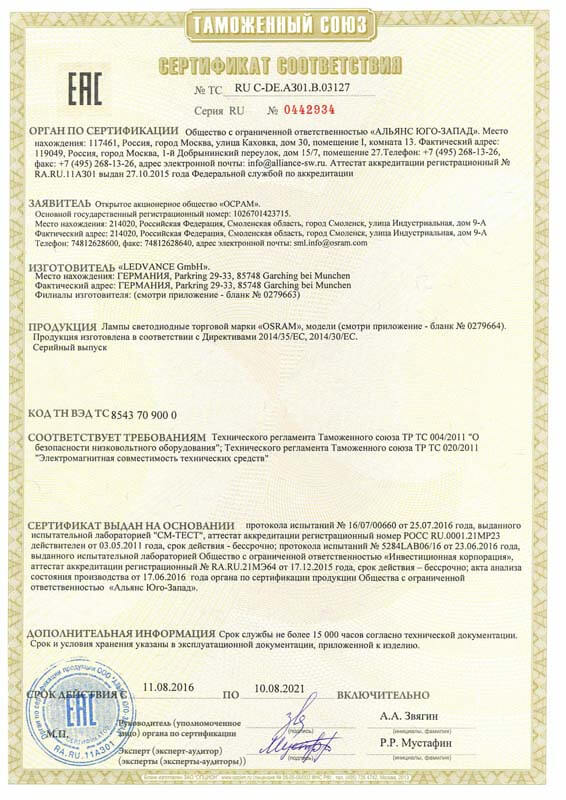 ТАМОЖЕННЫЙ СОЮЗ
СЕРТИФИКАТ СООТВЕТСТВИЯ
ЕАС
№ ТС RU C-DE.АЗ01.В.03127
Серия RU № 0442934
ОРГАН ПО СЕРТИФИКАЦИИ Общество с ограниченной ответственностью «АЛЬЯНС ЮГО-ЗАПАД». Место
нахождения: 117461, Россия, город Москва, улица Каховка, дом 30, помещение I, комната 13. Фактический адрес:
119049, Россия, город Москва, 1-й Добрынинский переулок, дом 15/7, помещение 27.Телефон: +7 (495) 268-13-26,
факс: +7 (495) 268-13-26, адрес электронной почты: info@alliance-sw.ru. Аттестат аккредитации регистрационный №
RA.RU.11АЗ01 выдан 27.10.2015 года Федеральной службой по аккредитации
ЗАЯВИТЕЛЬ Открытое акционерное общество «ОСРАМ».
Основной государственный регистрационный номер: 1026701423715.
Место нахождения: 214020, Российская Федерация, Смоленская область, город Смоленск, улица Индустриальная, дом 9-А
Фактический адрес: 214020, Российская Федерация, Смоленская область, город Смоленск, улица Индустриальная, дом 9-А
Телефон: 74812628600, факс: 74812628640, адрес электронной почты: sml.info@osram.com
ИЗГОТОВИТЕЛЬ «LEDVANCE GmbH».
Место нахождения: ГЕРМАНИЯ, Parkring 29-33, 85748 Garching bei Munchen
Фактический адрес: ГЕРМАНИЯ, Parkring 29-33, 85748 Garching bei Munchen
Филиалы изготовителя: (смотри приложение - бланк № 0279663)
ПРОДУКЦИЯ Лампы светодиодные торговой марки «OSRAM», модели (смотри приложение - бланк № 0279664).
Продукция изготовлена в соответствии с Директивами 2014/35/ЕС, 2014/30/ЕС.
Серийный выпуск
КОД ТН ВЭД ТС 8543 70 900 0
СООТВЕТСТВУЕТ ТРЕБОВАНИЯМ Технического регламента Таможенного союза ТР ТС 004/2011 "О
безопасности низковольтного оборудования"; Технического регламента Таможенного союза ТР ТС 020/2011
"Электромагнитная совместимость технических средств"
СЕРТИФИКАТ ВЫДАН НА ОСНОВАНИИ протокола испытаний № 16/07/00660 от 25.07.2016 года, выданного
испытательной лабораторией "СМ-ТЕСТ", аттестат аккредитации регистрационный номер РОСС RU.0001.21МР23
действителен от 03.05.2011 года, срок действия - бессрочно; протокола испытаний № 5284LAB06/16 от 23.06.2016 года,
выданного испытательной лабораторией Общество с ограниченной ответственностью «Инвестиционная корпорация»,
аттестат аккредитации регистрационный № RA.RU.21МЭ64 от 17.12.2015 года, срок действия – бессрочно; акта анализа
состояния производства от 17.06.2016 года органа по сертификации продукции Общества с ограниченной
ответственностью «Альянс Юго-Запад».
ДОПОЛНИТЕЛЬНАЯ ИНФОРМАЦИЯ Срок службы не более 15 000 часов согласно технической документации.
Срок и условия хранения указаны в эксплуатационной документации, приложенной к изделию.
СРОК ДЕЙСТВИЯ С 11.08.2016 ПО 10.08.2021 ВКЛЮЧИТЕЛЬНО
М.П.
ЕАС
RA.RU.11АЗ01
Руководитель (уполномоченное
лицо) органа по сертификации
(подпись)
А.А. Звягин
(инициалы, фамилия)
Эксперт (эксперт-аудитор)
(эксперты (эксперты-аудиторы))
(подпись)
Р.Р. Мустафин
(инициалы, фамилия)